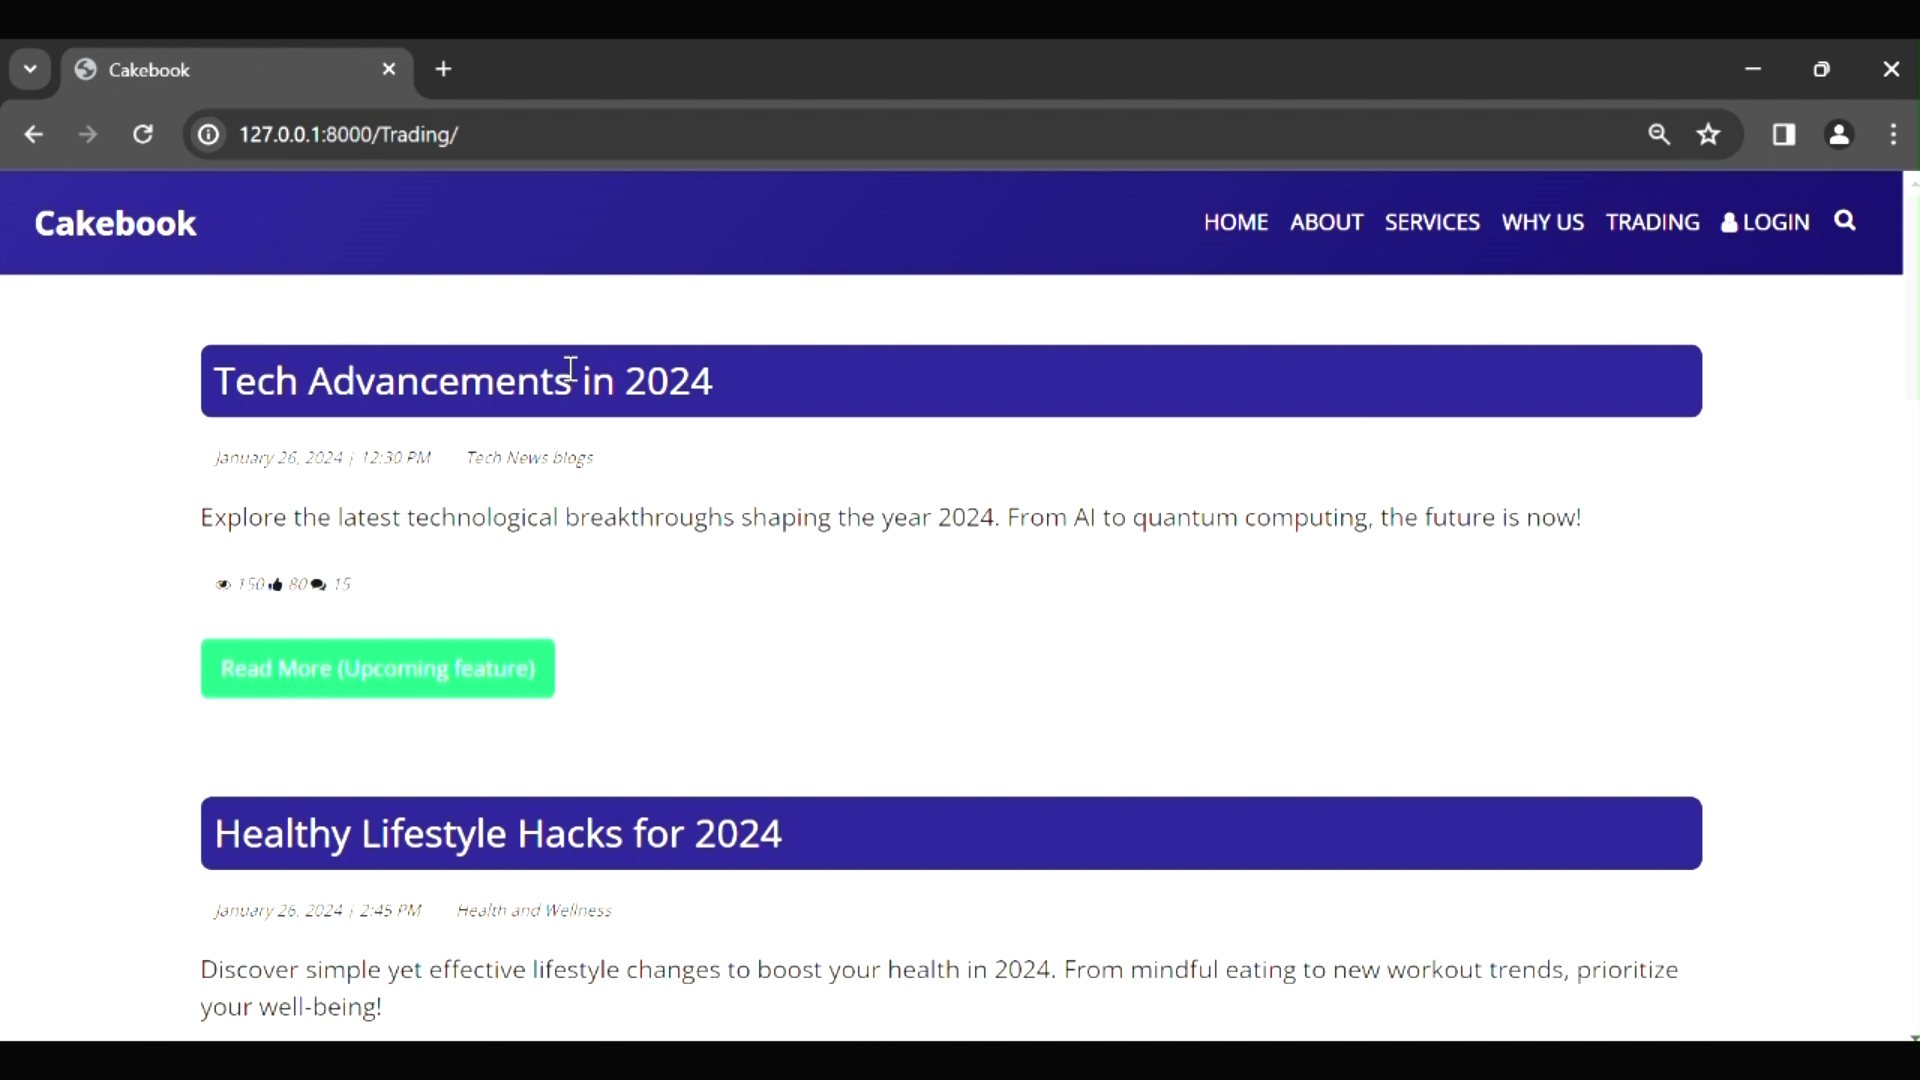 Cakebook
127.0.0.1:8000/Trading/
Cakebook
HOME ABOUT SERVICES WHY US TRADING LOGIN
Tech Advancements in 2024
January 26, 2024 | 12:30 PM Tech News blogs
Explore the latest technological breakthroughs shaping the year 2024. From AI to quantum computing, the future is now!
150 80 15
Read More (Upcoming feature)
Healthy Lifestyle Hacks for 2024
January 26, 2024 | 2:45 PM Health and Wellness
Discover simple yet effective lifestyle changes to boost your health in 2024. From mindful eating to new workout trends, prioritize
your well-being!